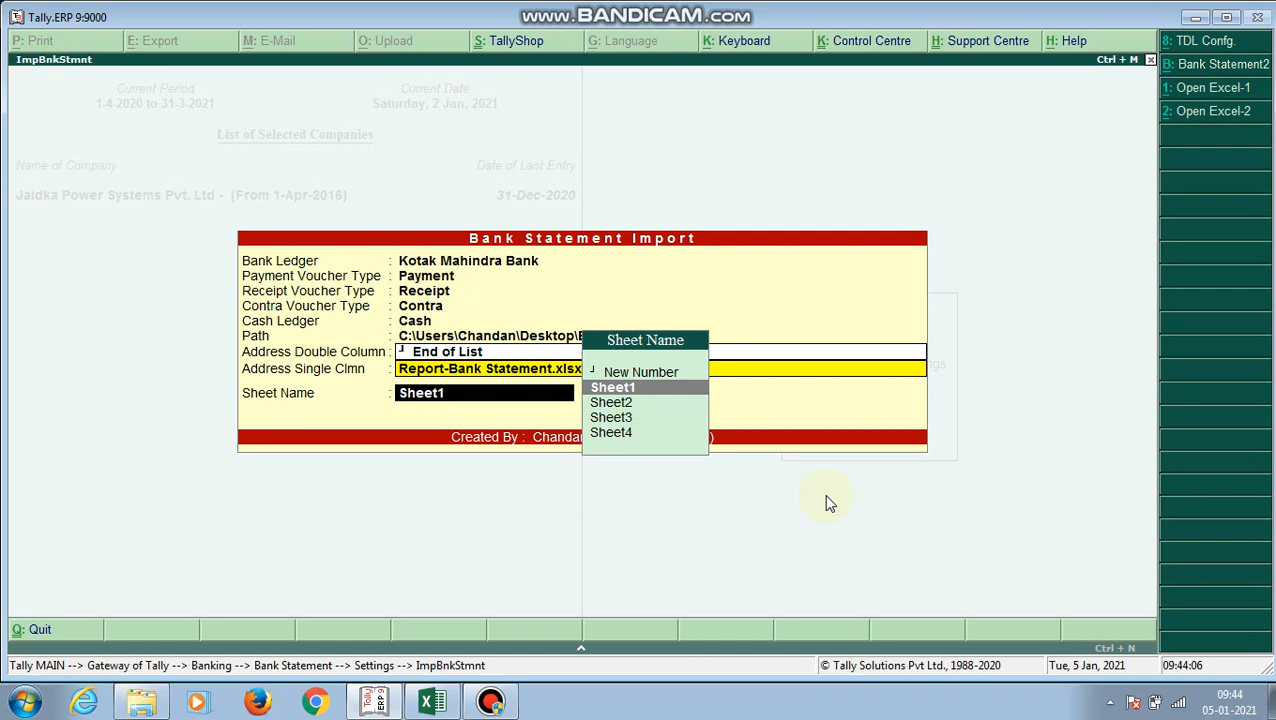 Tally.ERP 9:9000
www.BANDICAM.com
P: Print E: Export M: E-Mail O: Upload S: TallyShop G: Language K: Keyboard K: Control Centre H: Support Centre H: Help
8: TDL Confg.
B: Bank Statement2
1: Open Excel-1
2: Open Excel-2
ImpBnkStmnt Ctrl + M
Current Period Current Date
1-4-2020 to 31-3-2021 Saturday, 2 Jan, 2021
List of Selected Companies
Name of Company Date of Last Entry
Jaidka Power Systems Pvt. Ltd - (From 1-Apr-2016) 31-Dec-2020
Bank Statement Import
Bank Ledger : Kotak Mahindra Bank
Payment Voucher Type : Payment
Receipt Voucher Type : Receipt
Contra Voucher Type : Contra
Cash Ledger : Cash
Path : C:\Users\Chandan\Desktop\
Address Double Column : ┘ End of List
Address Single Clmn : Report-Bank Statement.xlsx
Sheet Name : Sheet1
Sheet Name
┘ New Number
Sheet1
Sheet2
Sheet3
Sheet4
Created By : Chandan )
Q: Quit
Ctrl + N
Tally MAIN --> Gateway of Tally --> Banking --> Bank Statement --> Settings --> ImpBnkStmnt © Tally Solutions Pvt Ltd., 1988-2020 Tue, 5 Jan, 2021 09:44:06
09:44
05-01-2021